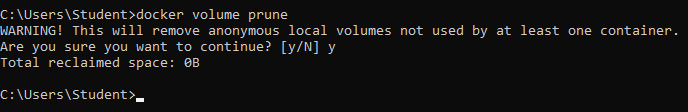 C:\Users\Student>docker volume prune
WARNING! This will remove anonymous local volumes not used by at least one container.
Are you sure you want to continue? [y/N] y
Total reclaimed space: 0B
C:\Users\Student>